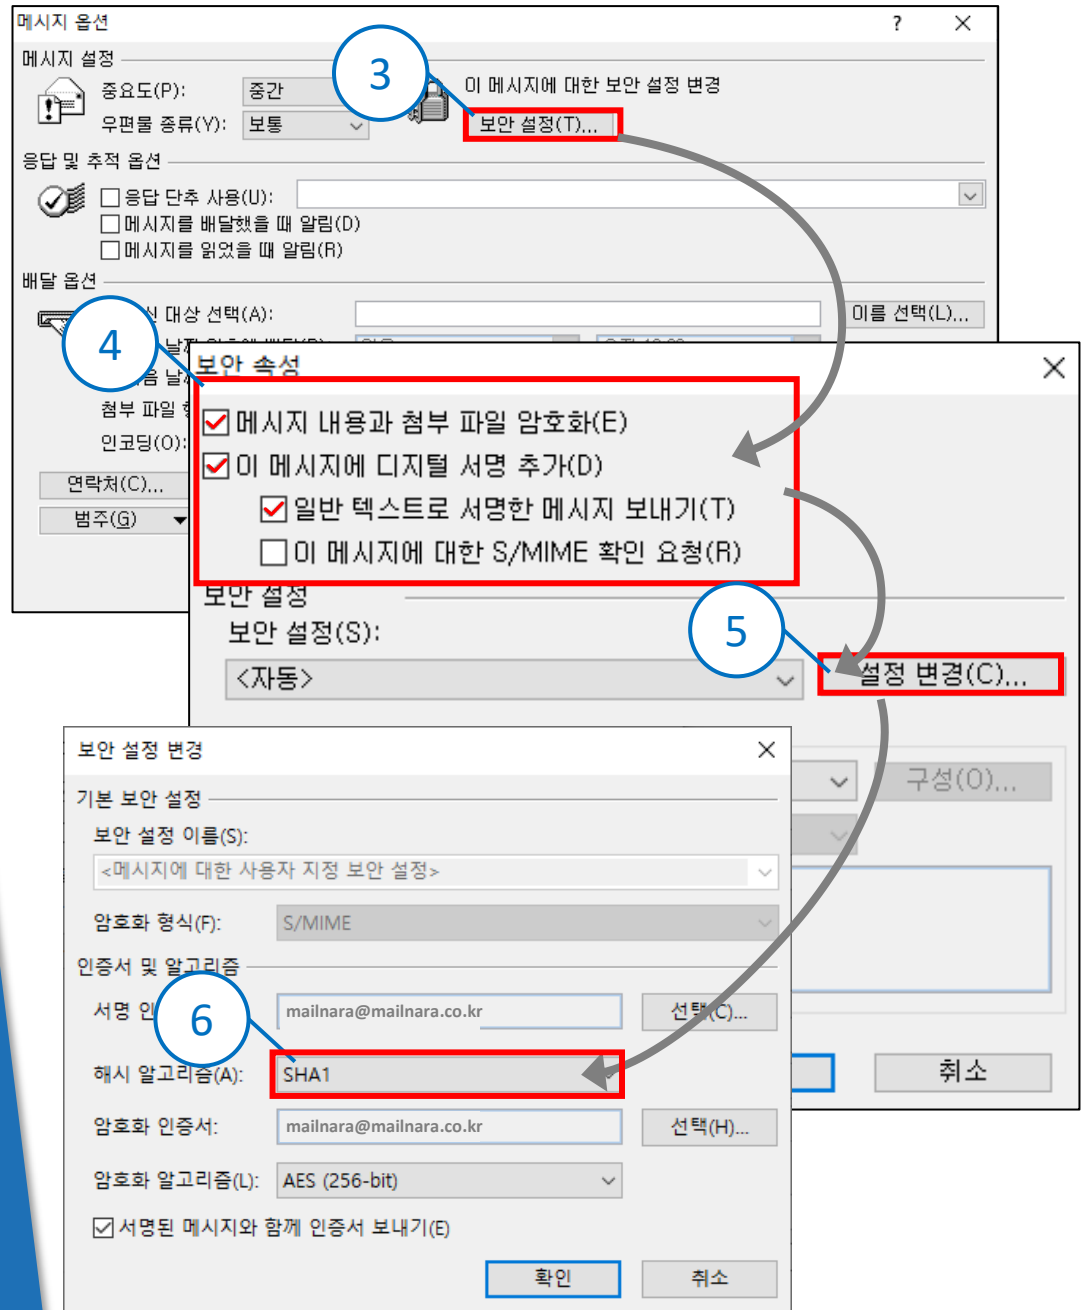 메시지 옵션 ? ×
메시지 설정
중요도(P): 중간
3
이 메시지에 대한 보안 설정 변경
우편물 종류(Y): 보통
보안 설정(T)...
응답 및 추적 옵션
응답 단추 사용(U):
메시지를 배달했을 때 알림(D)
메시지를 읽었을 때 알림(R)
배달 옵션
대상 선택(A):
이름 선택(L)...
4
첨부 파일
인코딩(O):
연락처(C)...
범주(G)
보안 속성
메시지 내용과 첨부 파일 암호화(E)
이 메시지에 디지털 서명 추가(D)
일반 텍스트로 서명한 메시지 보내기(T)
이 메시지에 대한 S/MIME 확인 요청(R)
보안 설정
보안 설정(S):
5
<자동>
설정 변경(C)...
구성(O)...
취소
보안 설정 변경
기본 보안 설정
보안 설정 이름(S):
<메시지에 대한 사용자 지정 보안 설정>
암호화 형식(F): S/MIME
인증서 및 알고리즘
서명 mailnara@mailnara.co.kr 선택(C)...
6
해시 알고리즘(A): SHA1
암호화 인증서: mailnara@mailnara.co.kr 선택(H)...
암호화 알고리즘(L): AES (256-bit)
서명된 메시지와 함께 인증서 보내기(E)
확인 취소